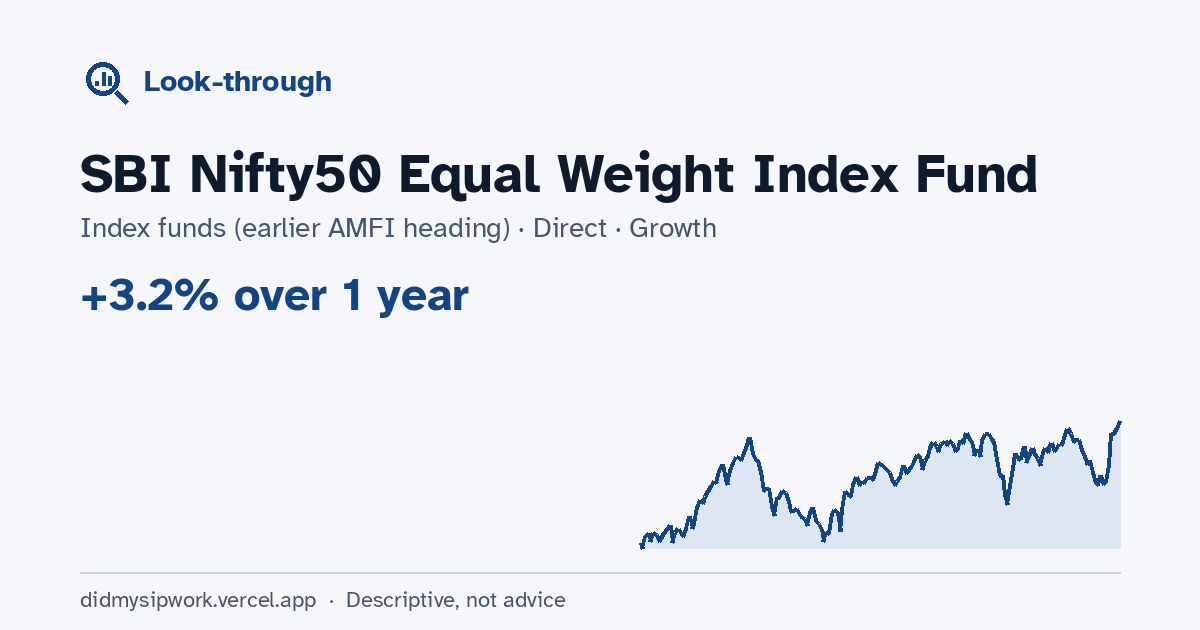 Look-through
SBI Nifty50 Equal Weight Index Fund
Index funds (earlier AMFI heading) · Direct · Growth
+3.2% over 1 year
didmysipwork.vercel.app · Descriptive, not advice